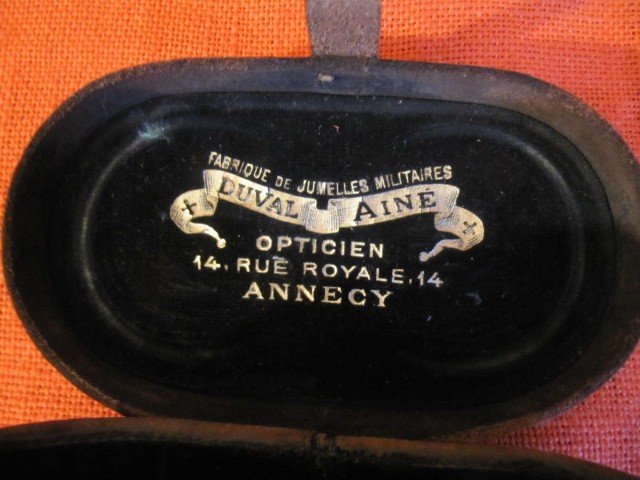 FABRIQUE DE JUMELLES MILITAIRES
DUVAL AINÉ
OPTICIEN
14, RUE ROYALE, 14
ANNECY